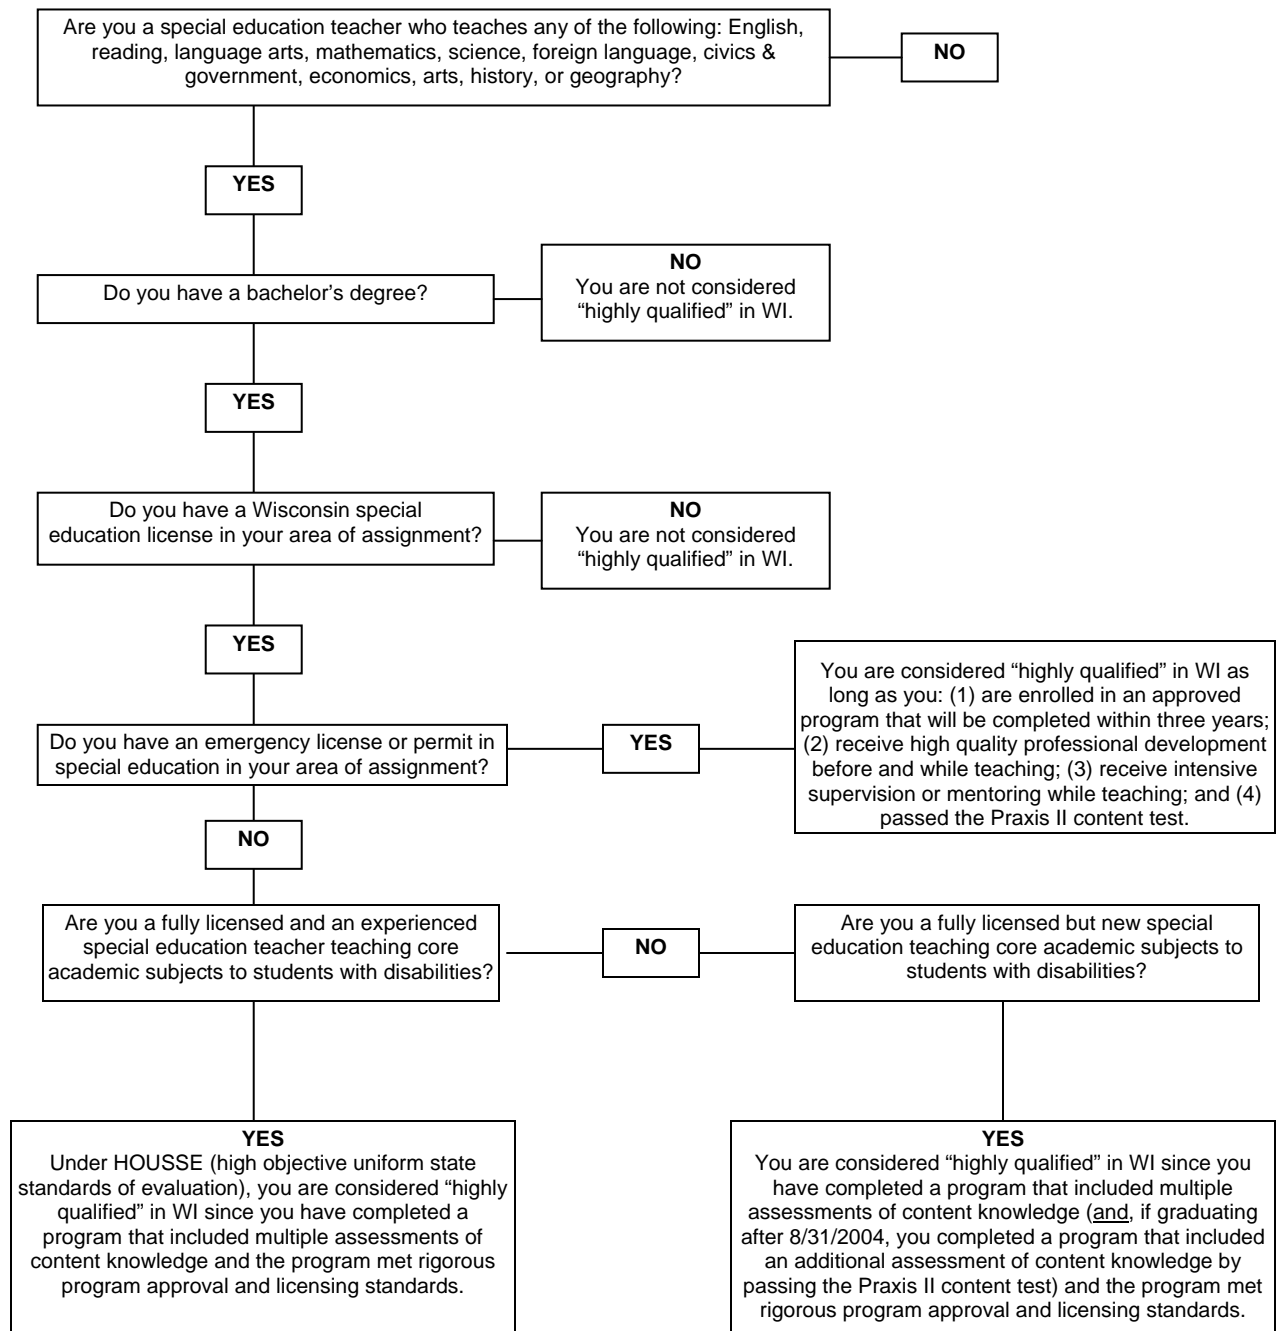 Are you a special education teacher who teaches any of the following: English,
reading, language arts, mathematics, science, foreign language, civics &
government, economics, arts, history, or geography?
NO
YES
Do you have a bachelor's degree?
NO
You are not considered
“highly qualified” in WI.
YES
Do you have a Wisconsin special
education license in your area of assignment?
NO
You are not considered
“highly qualified” in WI.
YES
Do you have an emergency license or permit in
special education in your area of assignment?
YES
You are considered “highly qualified” in WI as
long as you: (1) are enrolled in an approved
program that will be completed within three years;
(2) receive high quality professional development
before and while teaching; (3) receive intensive
supervision or mentoring while teaching; and (4)
passed the Praxis II content test.
NO
Are you a fully licensed and an experienced
special education teacher teaching core
academic subjects to students with disabilities?
NO
Are you a fully licensed but new special
education teaching core academic subjects to
students with disabilities?
YES
Under HOUSSE (high objective uniform state
standards of evaluation), you are considered “highly
qualified” in WI since you have completed a
program that included multiple assessments of
content knowledge and the program met rigorous
program approval and licensing standards.
YES
You are considered “highly qualified” in WI since you
have completed a program that included multiple
assessments of content knowledge (and, if graduating
after 8/31/2004, you completed a program that included
an additional assessment of content knowledge by
passing the Praxis II content test) and the program met
rigorous program approval and licensing standards.